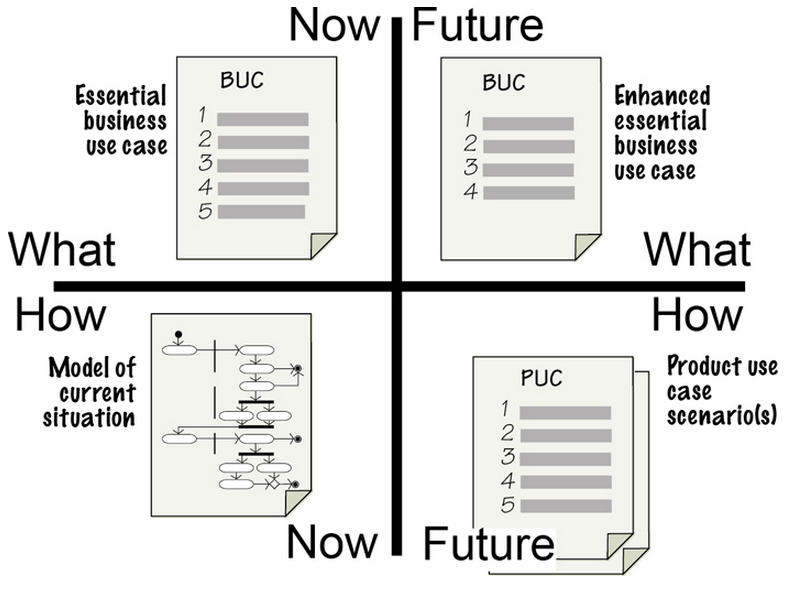 Now
Future
Essential
business
use case
BUC
1
2
3
4
5
BUC
1
2
3
4
Enhanced
essential
business
use case
What
What
How
How
Model of
current
situation
PUC
1
2
3
4
5
Product use
case
scenario(s)
Now
Future